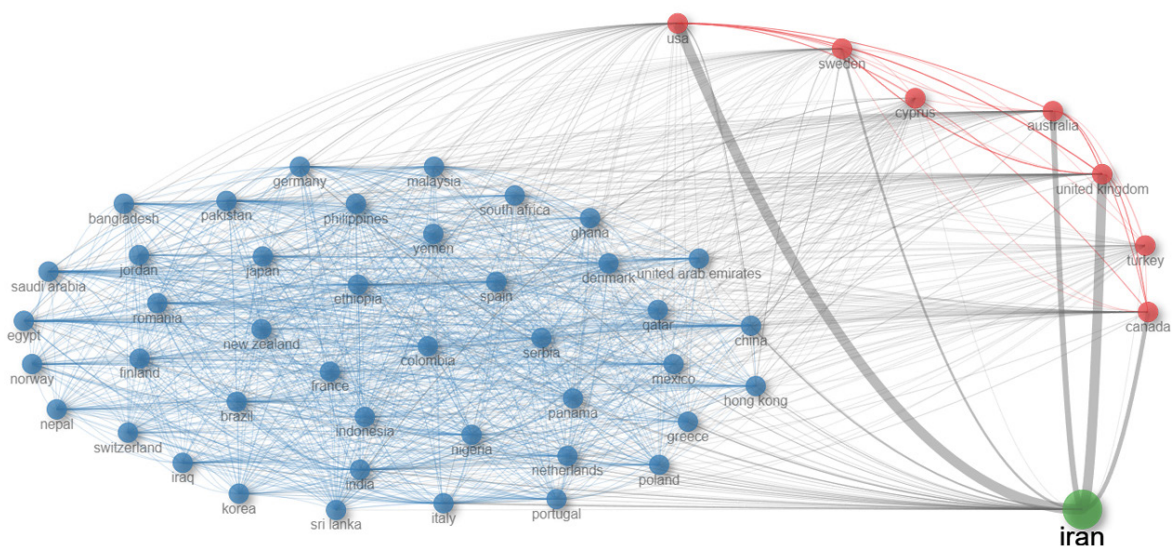 usa
sweden
cyprus
australia
germany
malaysia
united kingdom
bangladesh
pakistan
philippines
south africa
ghana
yemen
turkey
saudi arabia
jordan
japan
denmark
united arab emirates
ethiopia
spain
romania
egypt
new zealand
qatar
china
canada
norway
finland
france
colombia
serbia
mexico
hong kong
nepal
brazil
indonesia
panama
greece
switzerland
nigeria
iraq
india
netherlands
poland
korea
sri lanka
italy
portugal
iran